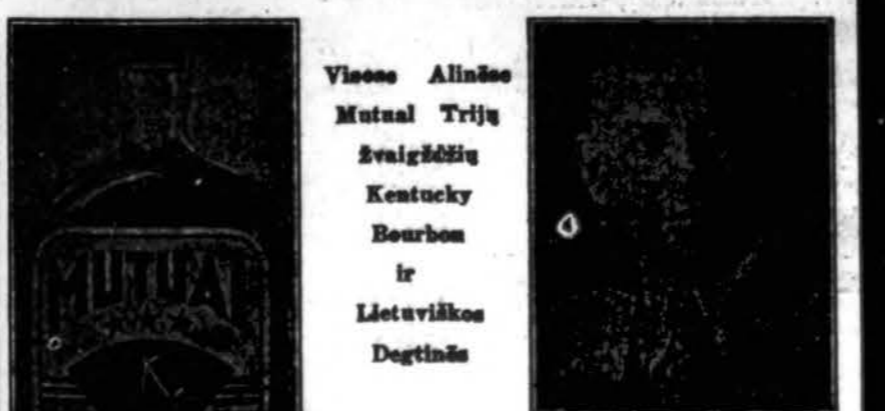 MUTUAL
Visose Alinėse
Mutual Trijų
žvaigždžių
Kentucky
Bourbon
ir
Lietuviškos
Degtinės